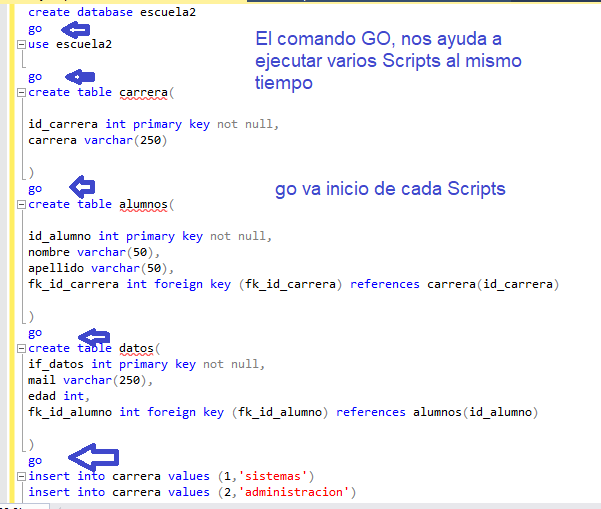 create database escuela2
go
use escuela2
El comando GO, nos ayuda a
ejecutar varios Scripts al mismo
tiempo
go
create table carrera(
id_carrera int primary key not null,
carrera varchar(250)
)
go
go va inicio de cada Scripts
create table alumnos(
id_alumno int primary key not null,
nombre varchar(50),
apellido varchar(50),
fk_id_carrera int foreign key (fk_id_carrera) references carrera(id_carrera)
)
go
create table datos(
if_datos int primary key not null,
mail varchar(250),
edad int,
fk_id_alumno int foreign key (fk_id_alumno) references alumnos(id_alumno)
)
go
insert into carrera values (1,'sistemas')
insert into carrera values (2,'administracion')